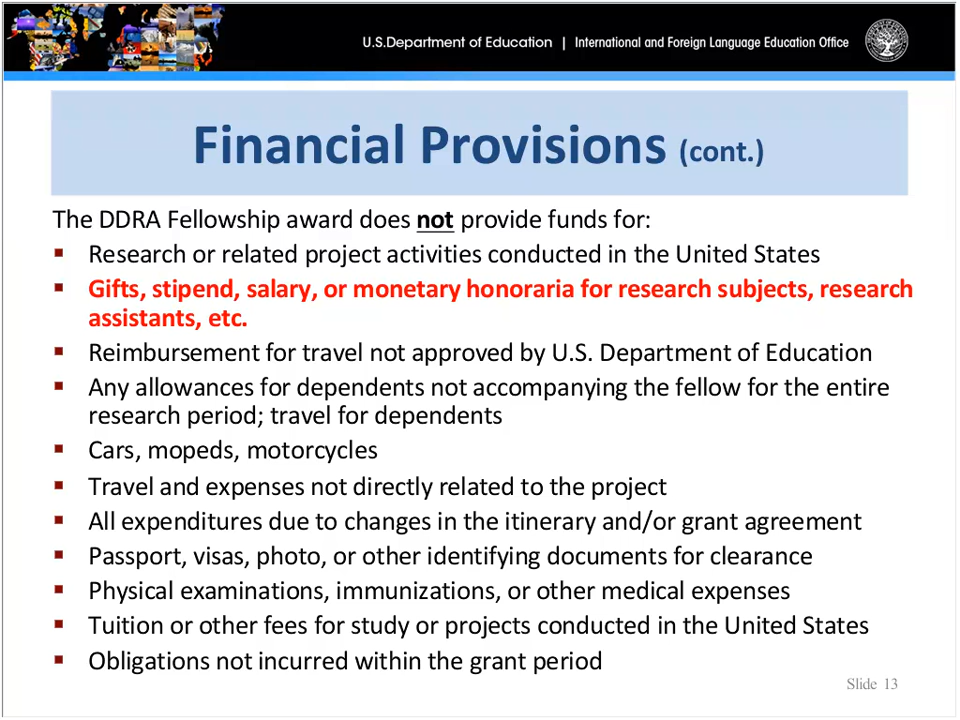 U.S.Department of Education | International and Foreign Language Education Office
Financial Provisions (cont.)
The DDRA Fellowship award does not provide funds for:
▪ Research or related project activities conducted in the United States
▪ Gifts, stipend, salary, or monetary honoraria for research subjects, research
assistants, etc.
▪ Reimbursement for travel not approved by U.S. Department of Education
▪ Any allowances for dependents not accompanying the fellow for the entire
research period; travel for dependents
▪ Cars, mopeds, motorcycles
▪ Travel and expenses not directly related to the project
▪ All expenditures due to changes in the itinerary and/or grant agreement
▪ Passport, visas, photo, or other identifying documents for clearance
▪ Physical examinations, immunizations, or other medical expenses
▪ Tuition or other fees for study or projects conducted in the United States
▪ Obligations not incurred within the grant period
Slide 13